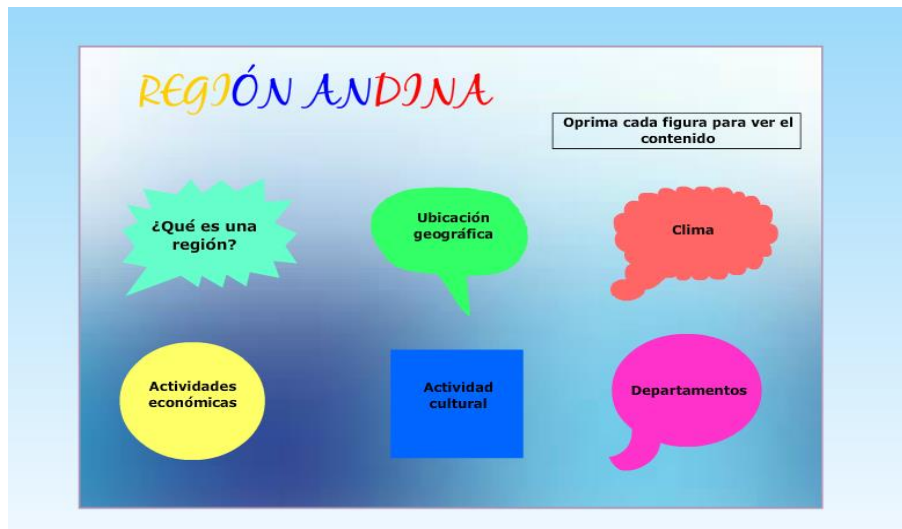 REGIÓN ANDINA
Oprima cada figura para ver el
contenido
¿Qué es una
región?
Ubicación
geográfica
Clima
Actividades
económicas
Actividad
cultural
Departamentos